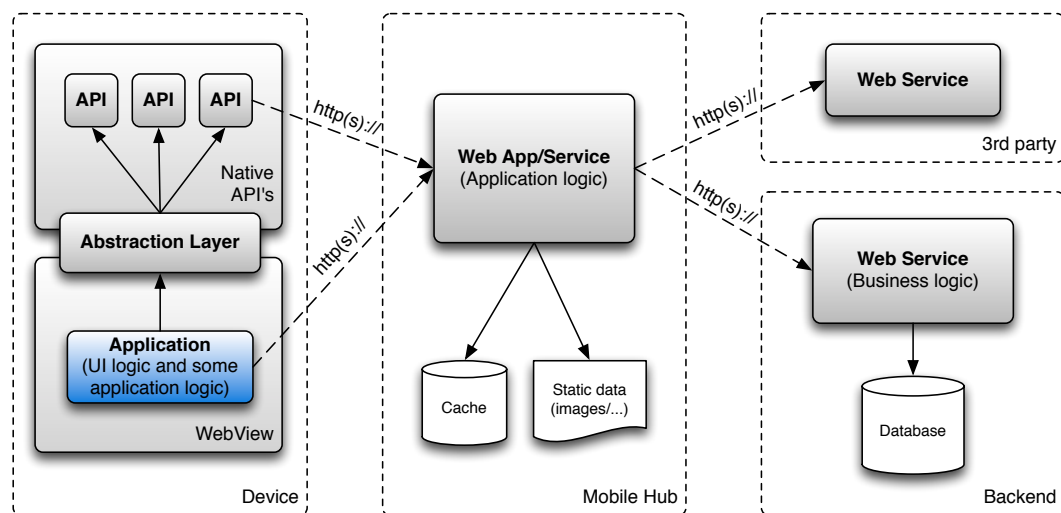 API
API
API
Native
API's
Abstraction Layer
Application
(UI logic and some
application logic)
WebView
Device
http(s)://
http(s)://
Web App/Service
(Application logic)
Cache
Static data
(images/...)
Mobile Hub
http(s)://
http(s)://
Web Service
3rd party
Web Service
(Business logic)
Database
Backend